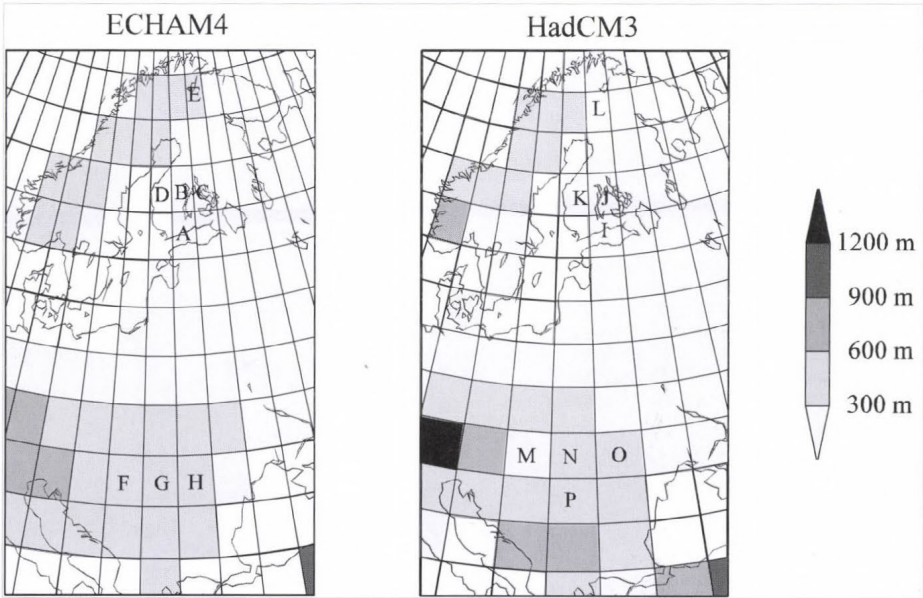 ECHAM4
HadCM3
E
L
D B C
K J
A
I
1200 m
900 m
600 m
300 m
F G H
M N O
P